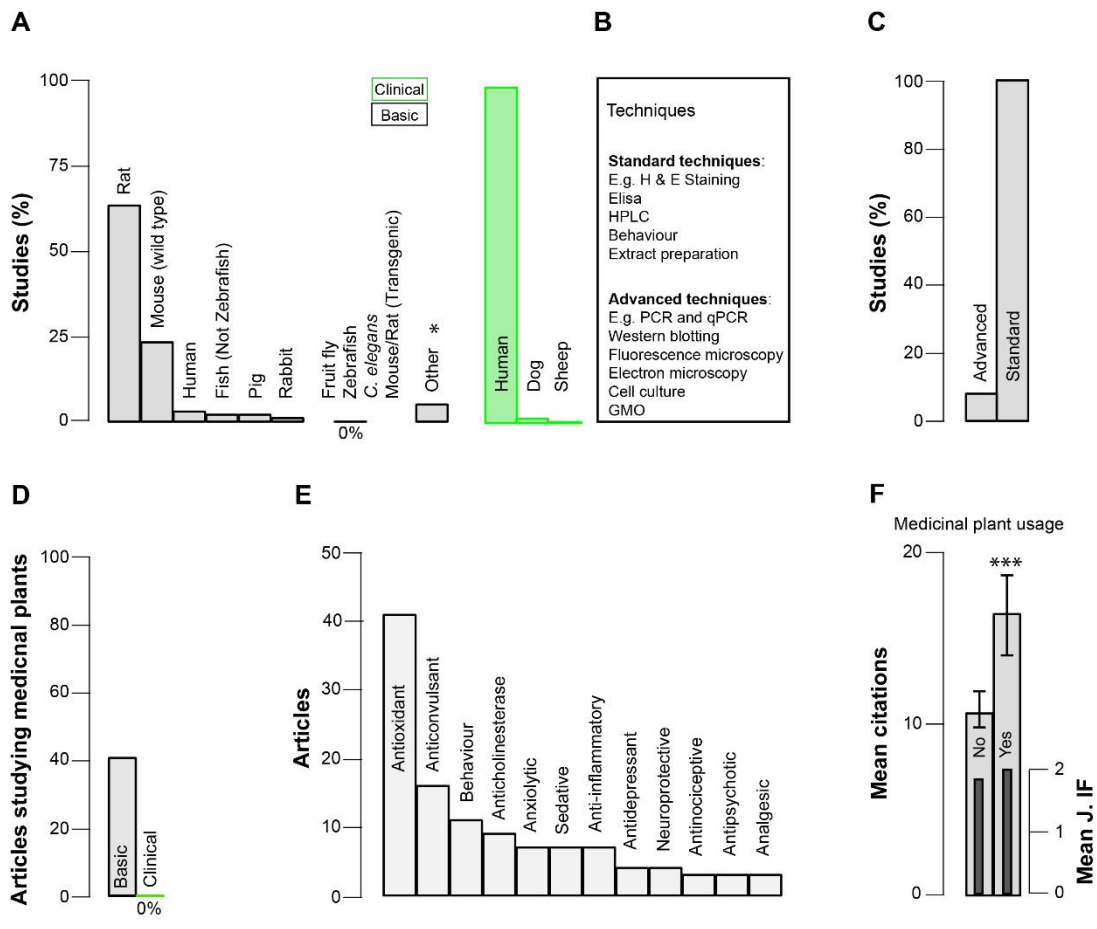 A
B
C
100
75
50
25
0
Studies (%)
Rat
Mouse (wild type)
Human
Fish (Not Zebrafish)
Pig
Rabbit
Fruit fly
Zebrafish
C. elegans
Mouse/Rat (Transgenic)
0%
Other *
Clinical
Basic
Human
Dog
Sheep
Techniques
Standard techniques:
E.g. H & E Staining
Elisa
HPLC
Behaviour
Extract preparation
Advanced techniques:
E.g. PCR and qPCR
Western blotting
Fluorescence microscopy
Electron microscopy
Cell culture
GMO
100
80
60
40
20
0
Studies (%)
Advanced
Standard
D
E
F
100
80
60
40
20
0
Articles studying medicnal plants
Basic
Clinical
0%
50
40
30
20
10
0
Articles
Antioxidant
Anticonvulsant
Behaviour
Anticholinesterase
Anxiolytic
Sedative
Anti-inflammatory
Antidepressant
Neuroprotective
Antinociceptive
Antipsychotic
Analgesic
Medicinal plant usage
20
10
0
Mean citations
***
No
Yes
2
1
0
Mean J. IF